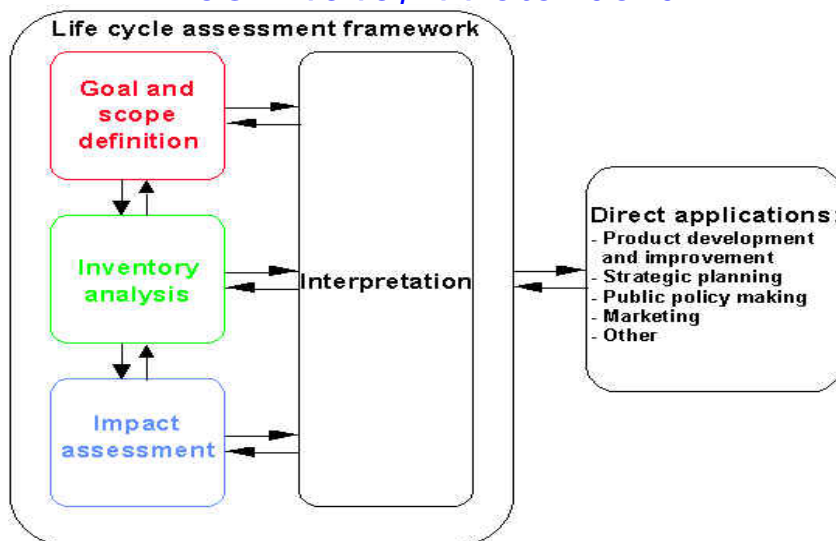 Life cycle assessment framework
Goal and
scope
definition
Inventory
analysis
Impact
assessment
Interpretation
Direct applications:
- Product development
and improvement
- Strategic planning
- Public policy making
- Marketing
- Other